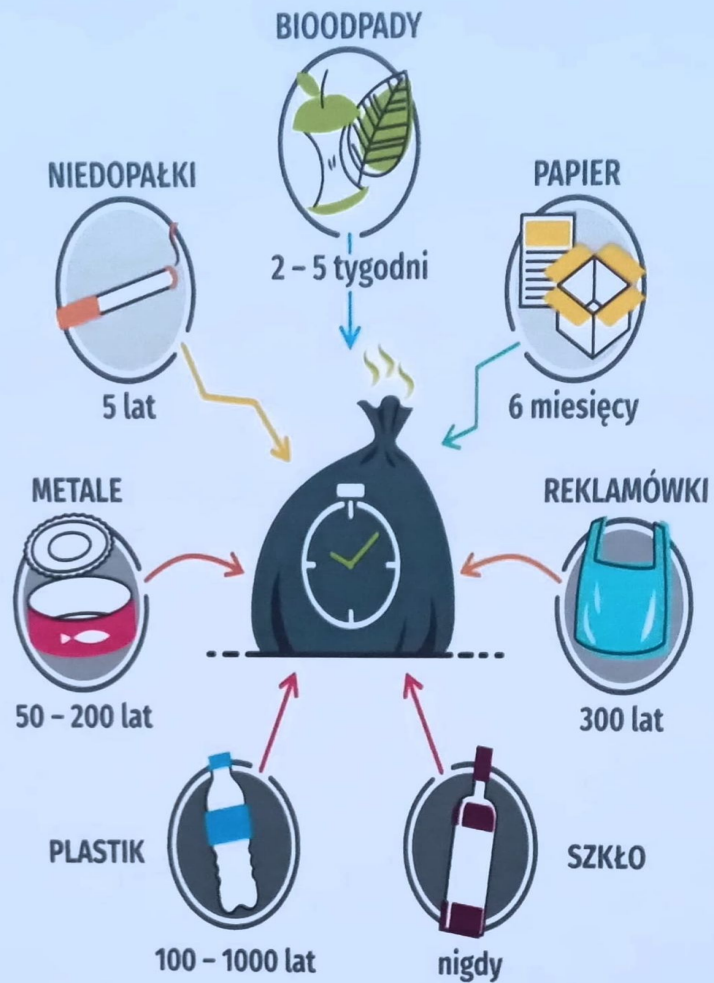 BIOODPADY
2 – 5 tygodni
NIEDOPAŁKI
5 lat
PAPIER
6 miesięcy
METALE
50 – 200 lat
REKLAMÓWKI
300 lat
PLASTIK
100 – 1000 lat
SZKŁO
nigdy